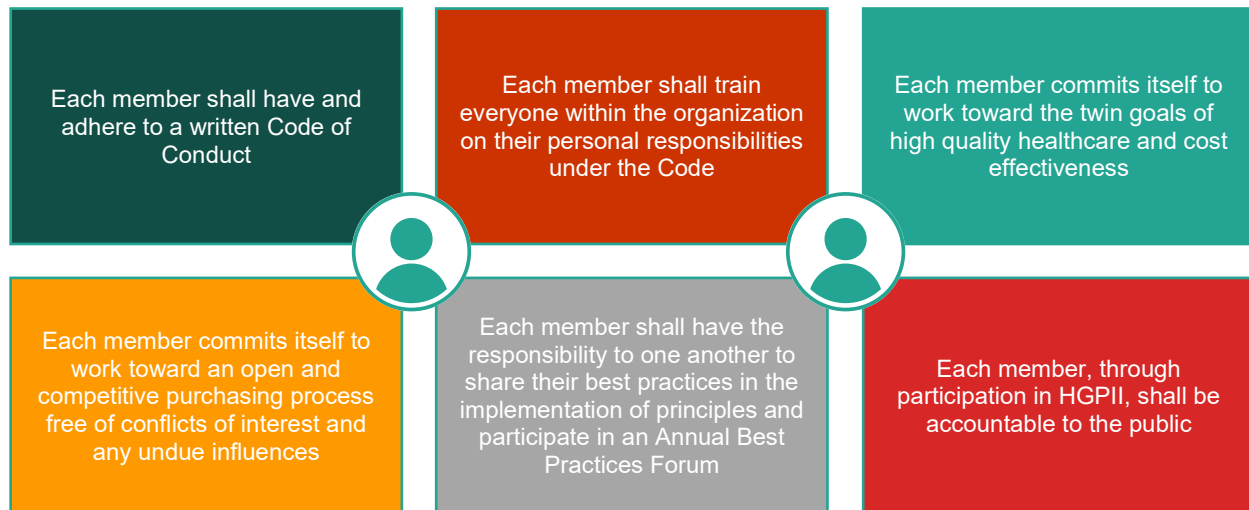 Each member shall have and
adhere to a written Code of
Conduct
Each member shall train
everyone within the organization
on their personal responsibilities
under the Code
Each member commits itself to
work toward the twin goals of
high quality healthcare and cost
effectiveness
Each member commits itself to
work toward an open and
competitive purchasing process
free of conflicts of interest and
any undue influences
Each member shall have the
responsibility to one another to
share their best practices in the
implementation of principles and
participate in an Annual Best
Practices Forum
Each member, through
participation in HGPII, shall be
accountable to the public